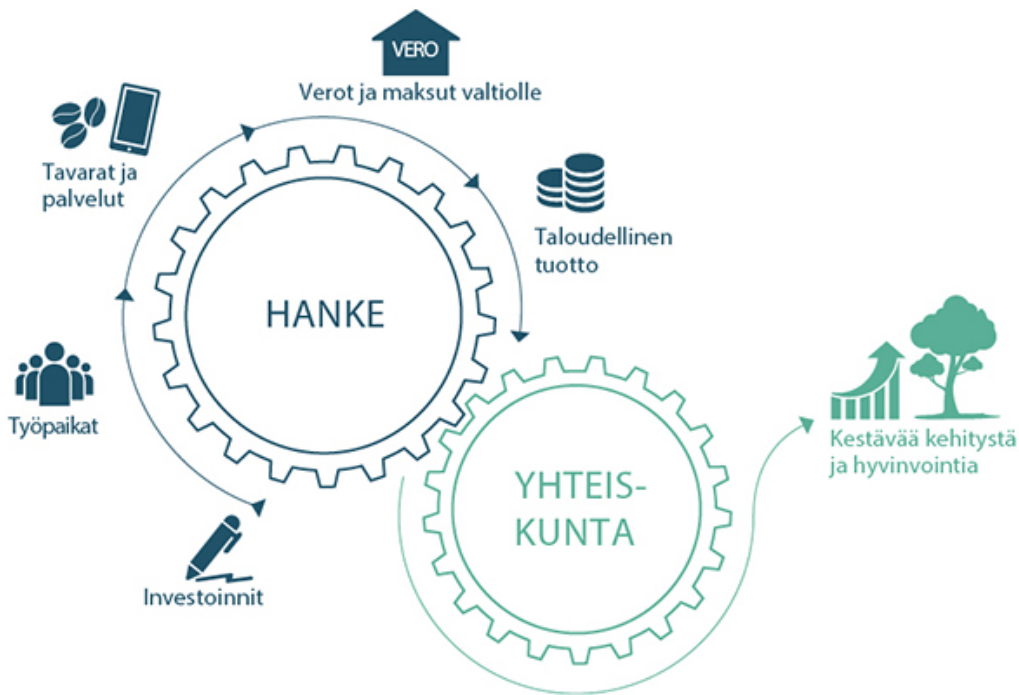 VERO
Verot ja maksut valtiolle
Tavarat ja
palvelut
Taloudellinen
tuotto
HANKE
Työpaikat
Investoinnit
YHTEIS-
KUNTA
Kestävää kehitystä
ja hyvinvointia